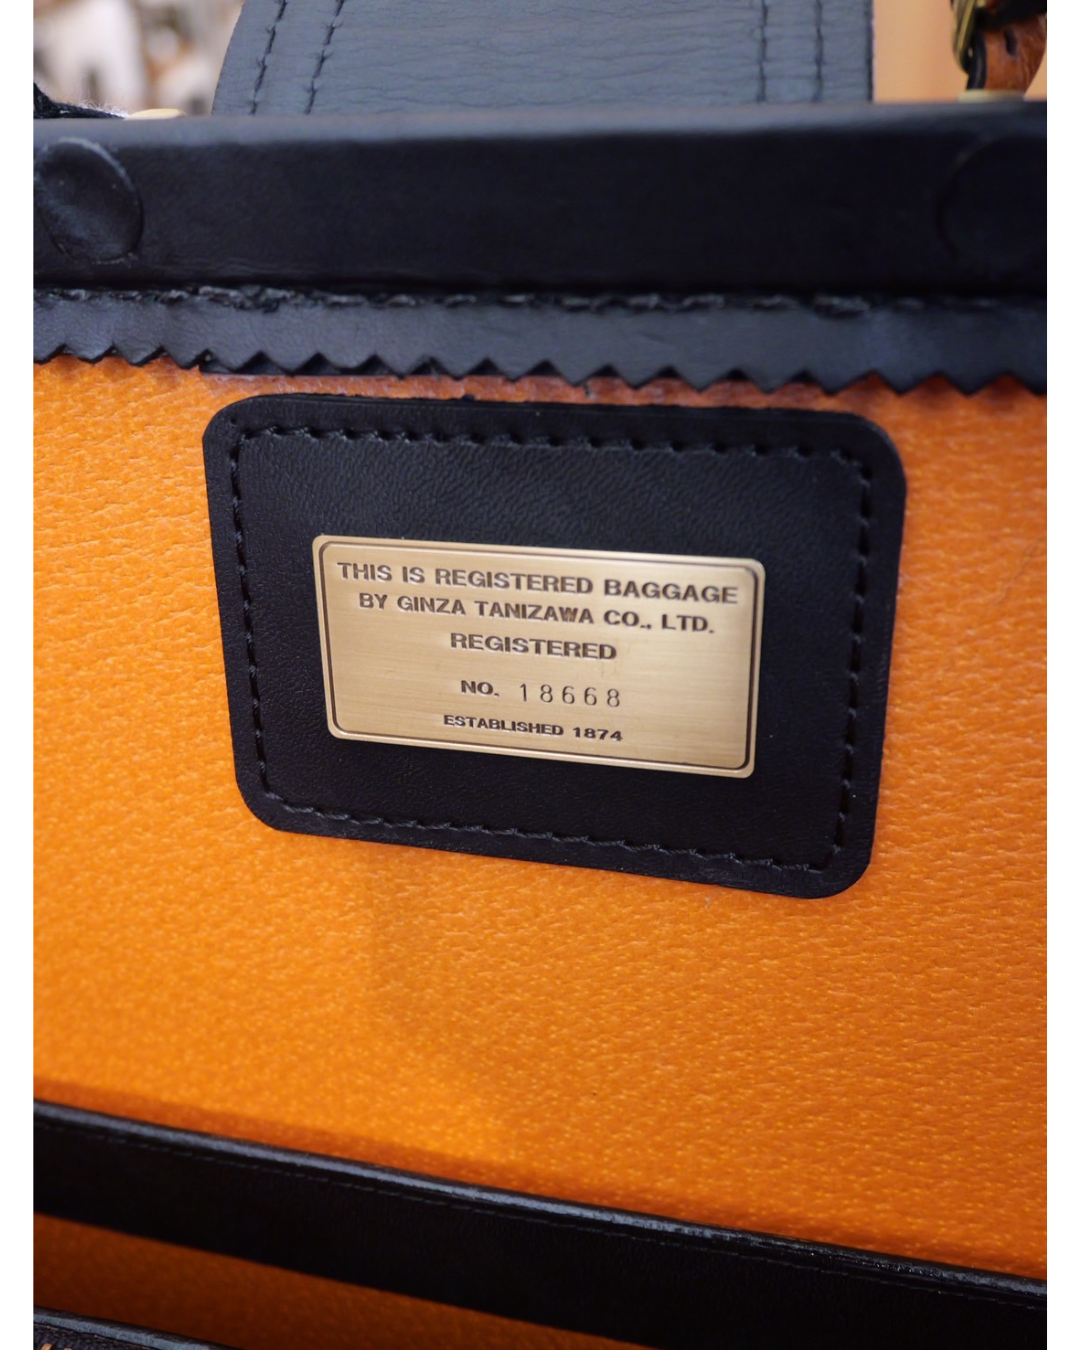 THIS IS REGISTERED BAGGAGE
BY GINZA TANIZAWA CO., LTD.
REGISTERED
NO. 18668
ESTABLISHED 1874